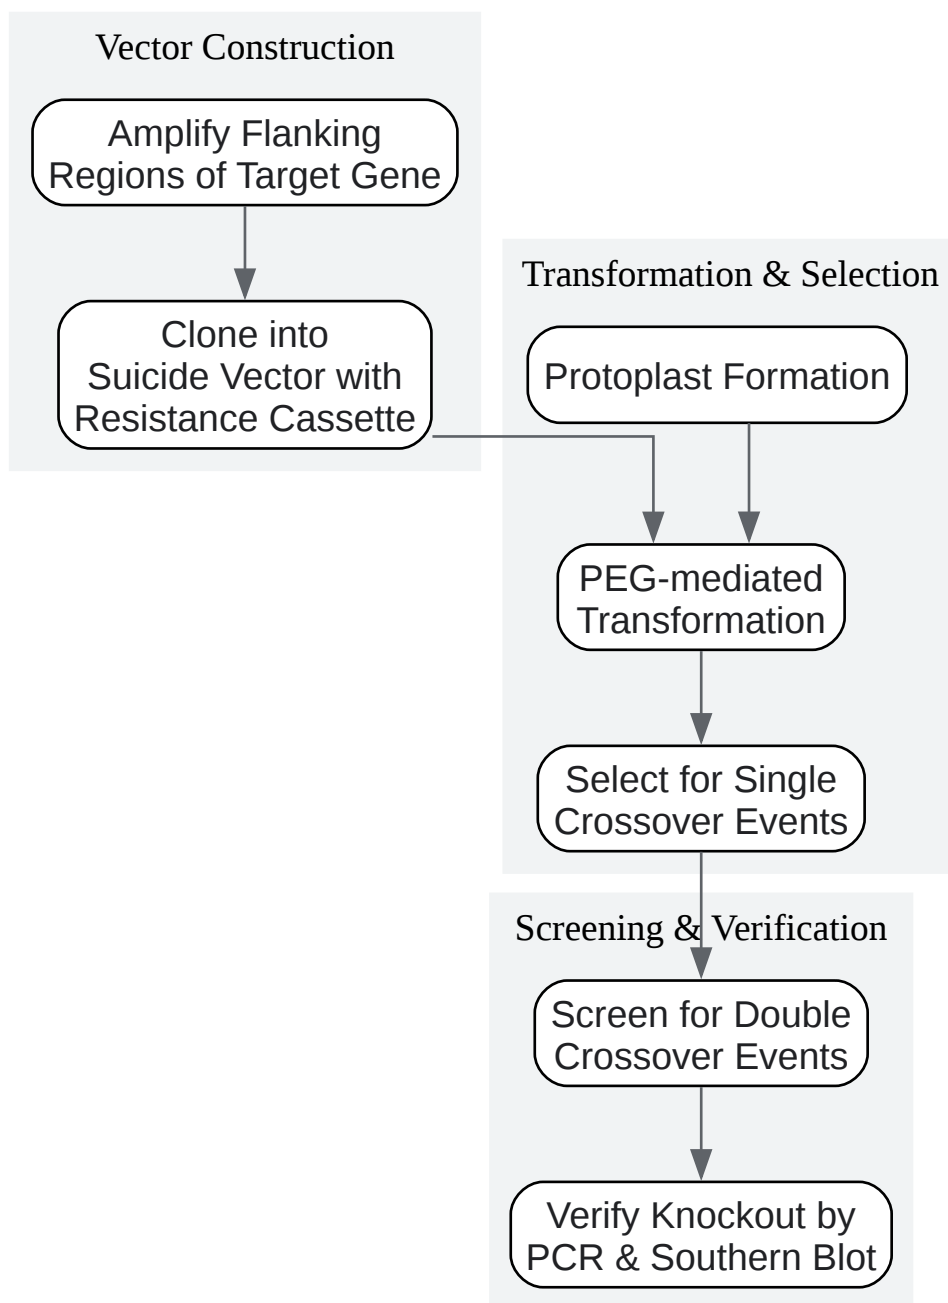 Vector Construction
Amplify Flanking
Regions of Target Gene
Clone into
Suicide Vector with
Resistance Cassette
Transformation & Selection
Protoplast Formation
PEG-mediated
Transformation
Select for Single
Crossover Events
Screening & Verification
Screen for Double
Crossover Events
Verify Knockout by
PCR & Southern Blot